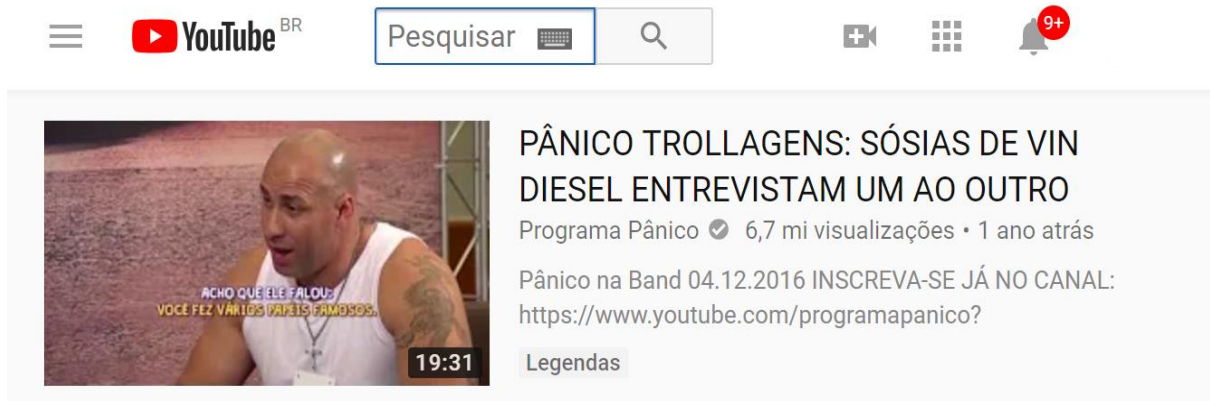 YouTube BR
Pesquisar
9+
PÂNICO TROLLAGENS: SÓSIAS DE VIN
DIESEL ENTREVISTAM UM AO OUTRO
Programa Pânico 6,7 mi visualizações • 1 ano atrás
Pânico na Band 04.12.2016 INSCREVA-SE JÁ NO CANAL:
https://www.youtube.com/programapanico?
Legendas
ACHO QUE ELE FALOU:
VOCÊ FEZ VÁRIOS PAPEIS FAMOSOS.
19:31